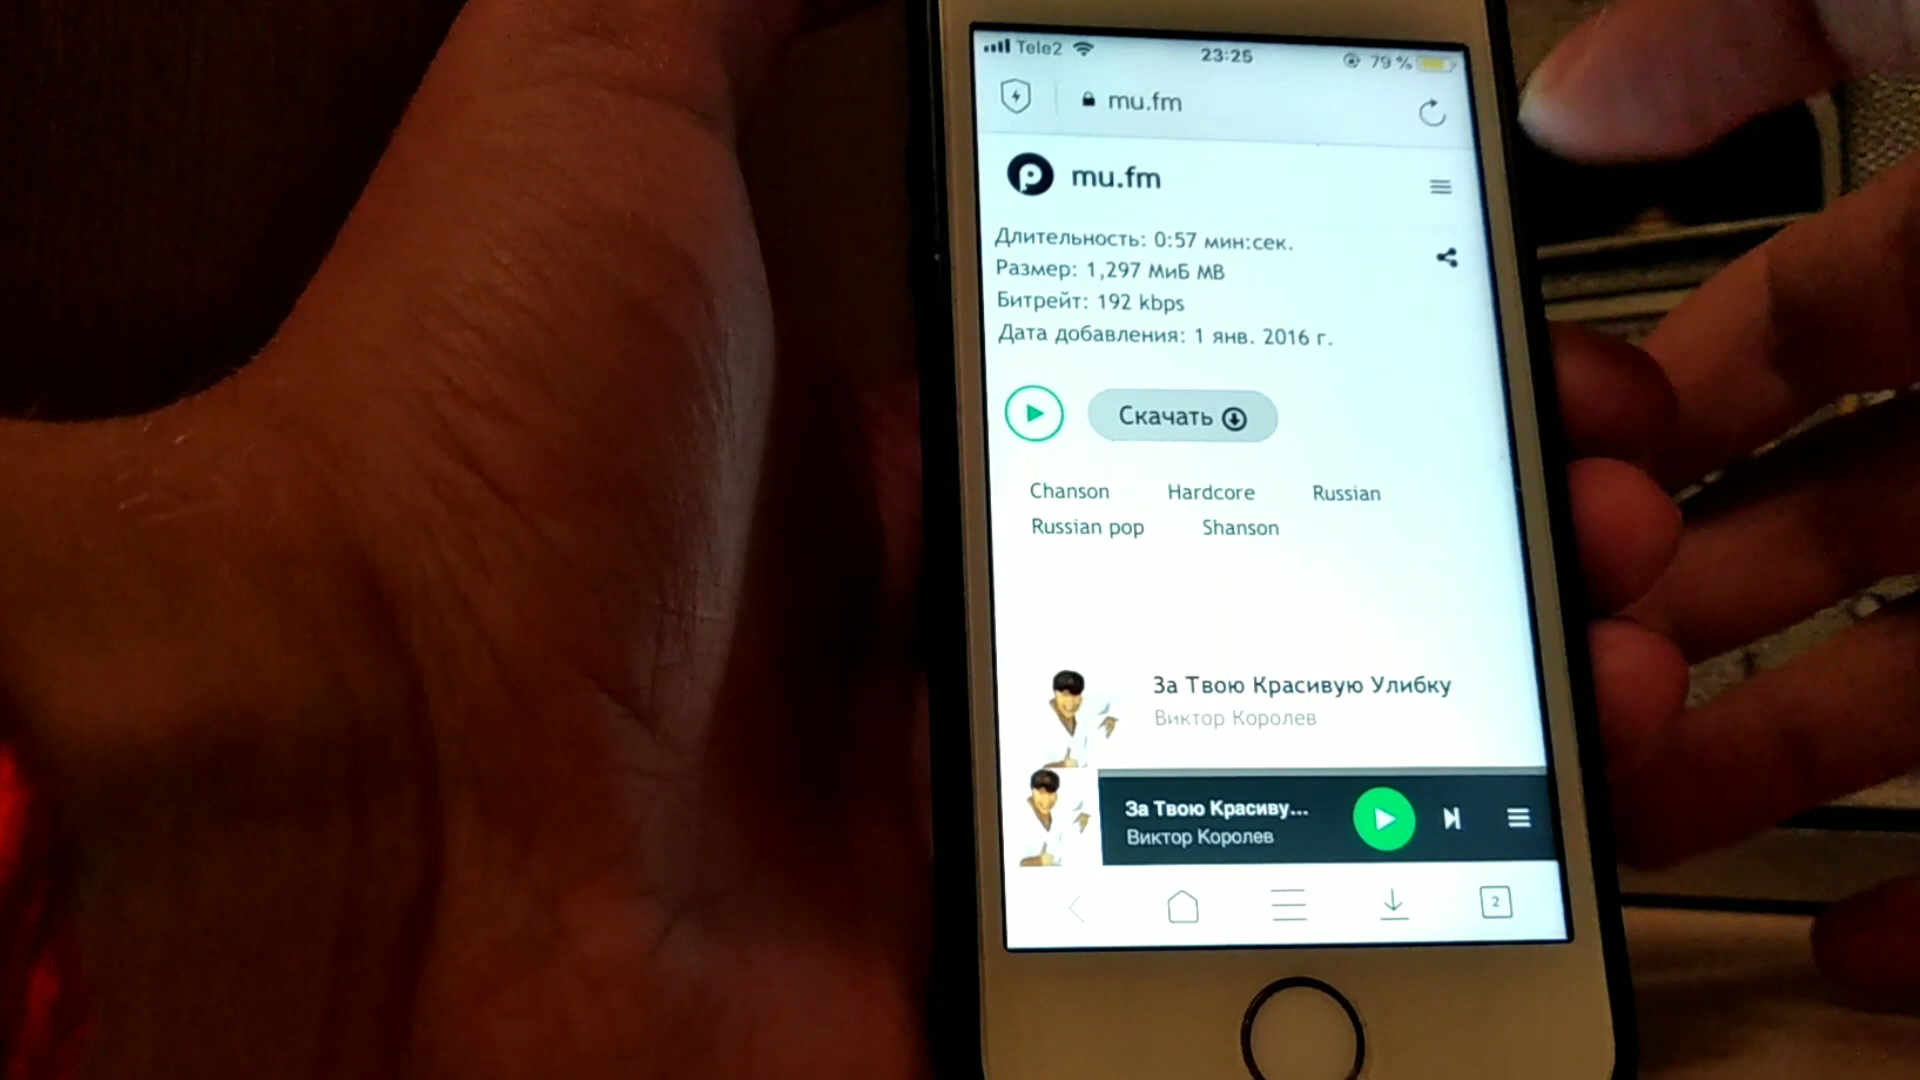 Tele2
23:25
79 %
mu.fm
mu.fm
Длительность: 0:57 мин:сек.
Размер: 1,297 МиБ MB
Битрейт: 192 kbps
Дата добавления: 1 янв. 2016 г.
Скачать
Chanson Hardcore Russian
Russian pop Shanson
За Твою Красивую Улибку
Виктор Королев
За Твою Красиву...
Виктор Королев
2